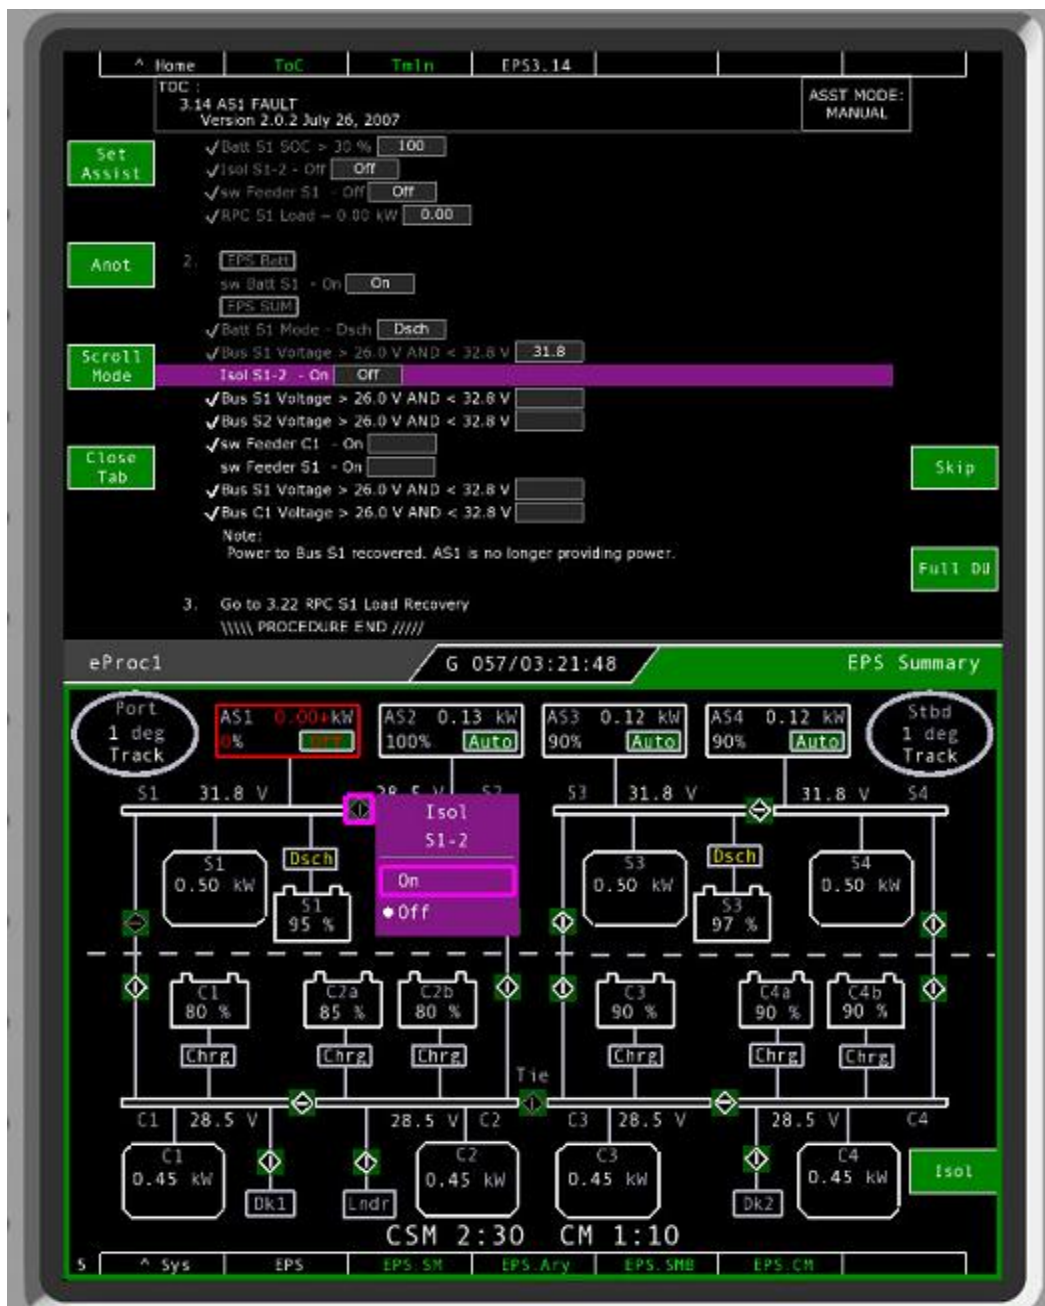 ^ Home ToC Tmln EPS3.14
TOC :
3.14 AS1 FAULT
Version 2.0.2 July 26, 2007
ASST MODE:
MANUAL
Set
Assist
Anot
Scroll
Mode
Close
Tab
Skip
Full DU
✓Batt S1 SOC > 30 % 100
✓Isol S1-2 - Off Off
✓sw Feeder S1 - Off Off
✓RPC S1 Load - 0.00 kW 0.00
2. EPS Batt
sw Batt S1 - On On
EPS SUM
✓Batt S1 Mode - Dsch Dsch
✓Bus S1 Voltage > 26.0 V AND < 32.8 V 31.8
Isol S1-2 - On Off
✓Bus S1 Voltage > 26.0 V AND < 32.8 V
✓Bus S2 Voltage > 26.0 V AND < 32.8 V
✓sw Feeder C1 - On
sw Feeder S1 - On
✓Bus S1 Voltage > 26.0 V AND < 32.8 V
✓Bus C1 Voltage > 26.0 V AND < 32.8 V
Note:
Power to Bus S1 recovered. AS1 is no longer providing power.
3. Go to 3.22 RPC S1 Load Recovery
\\\\\ PROCEDURE END /////
eProc1 G 057/03:21:48 EPS Summary
Port
1 deg
Track
AS1 0.00↓kW
0% Off
AS2 0.13 kW
100% Auto
AS3 0.12 kW
90% Auto
AS4 0.12 kW
90% Auto
Stbd
1 deg
Track
S1 31.8 V 28.5 V S2 S3 31.8 V 31.8 V S4
Isol
S1-2
On
Off
S1
0.50 kW
Dsch
S1
95 %
S3
0.50 kW
Dsch
S3
97 %
S4
0.50 kW
C1
80 %
Chrg
C2a
85 %
Chrg
C2b
80 %
Chrg
C3
90 %
Chrg
C4a
90 %
Chrg
C4b
90 %
Chrg
Tie
C1 28.5 V 28.5 V C2 C3 28.5 V 28.5 V C4
C1
0.45 kW
Dk1
Lndr
C2
0.45 kW
C3
0.45 kW
Dk2
C4
0.45 kW
Isol
CSM 2:30 CM 1:10
5 ^ Sys EPS EPS.SM EPS.Ary EPS.SMB EPS.CM